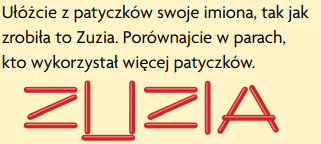 Ułóżcie z patyczków swoje imiona, tak jak
zrobiła to Zuzia. Porównajcie w parach,
kto wykorzystał więcej patyczków.
ZUZIA